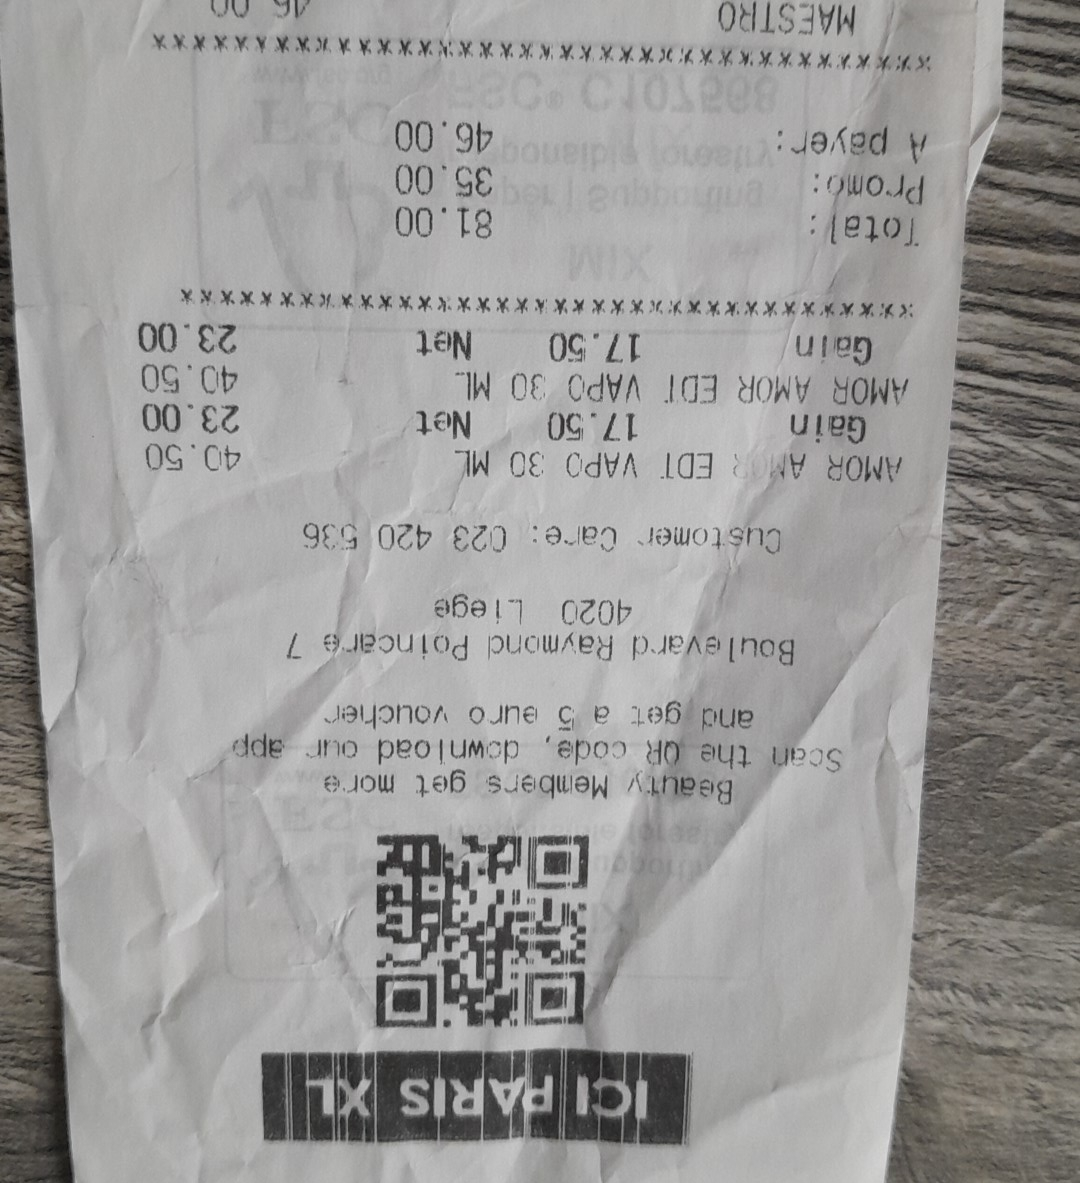 ICI PARIS XL
Beauty Members get more
Scan the QR code, download our app
and get a 5 euro voucher
Boulevard Raymond Poincare 7
4020 Liege
Customer Care: 023 420 536
AMOR AMOR EDT VAPO 30 ML 40.50
Gain 17.50 Net 23.00
AMOR AMOR EDT VAPO 30 ML 40.50
Gain 17.50 Net 23.00
****************************************
Total: 81.00
Promo: 35.00
A payer: 46.00
****************************************
MAESTRO 46.00